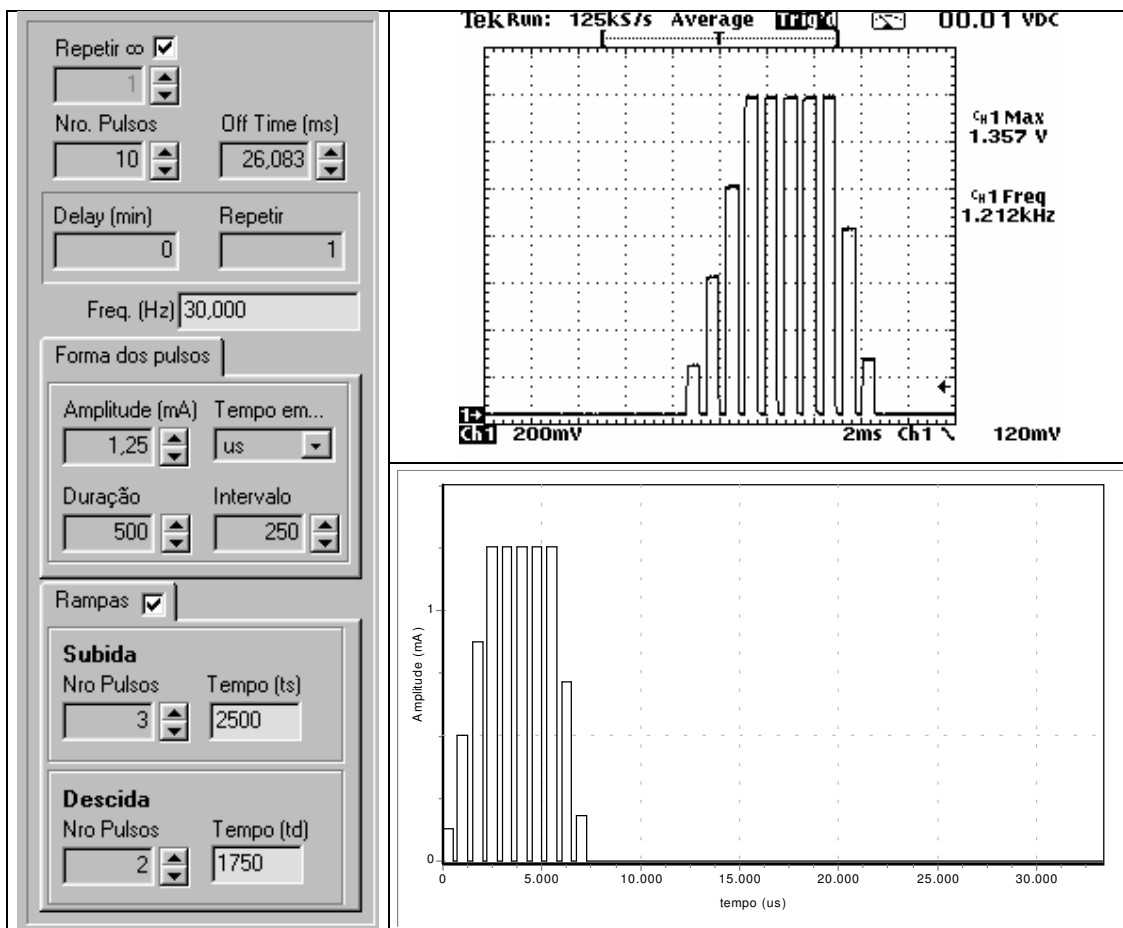 Repetir ∞
1
Nro. Pulsos Off Time (ms)
10 26,083
Delay (min) Repetir
0 1
Freq. (Hz) 30,000
Forma dos pulsos
Amplitude (mA) Tempo em...
1,25 us
Duração Intervalo
500 250
Rampas
Subida
Nro Pulsos Tempo (ts)
3 2500
Descida
Nro Pulsos Tempo (td)
2 1750
Tek Run: 125kS/s Average Trig'd 00.01 VDC
T
CH1 Max
1.357 V
CH1 Freq
1.212kHz
1→
Ch1 200mV 2ms Ch1 120mV
Amplitude (mA)
1
0
0 5.000 10.000 15.000 20.000 25.000 30.000
tempo (us)